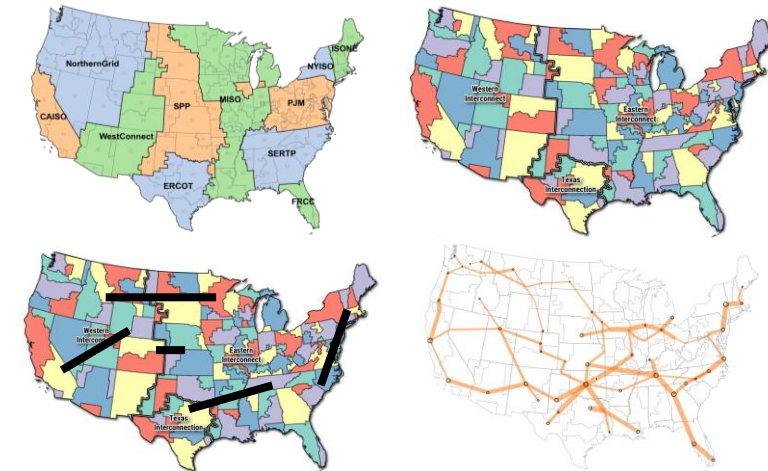 NorthernGrid
ISONE
NYISO
MISO
SPP
PJM
CAISO
WestConnect
SERTP
ERCOT
FRCC
Western
Interconnect
Eastern
Interconnect
Texas
Interconnection
Western
Eastern
Interconnect
Texas
Interconnection